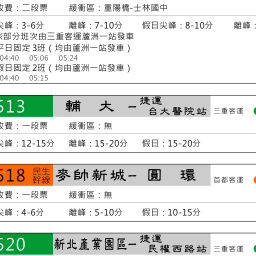 收費：二段票　緩衝區：重陽橋-士林國中
尖峰：3-6分　離峰：7-10分　假日尖峰：8-10分　離峰：
※部分班次由三重客運蘆洲一站發車
平日固定3班（均由蘆洲一站發車）
04:40　05:06　05:24
假日固定2班（均由蘆洲一站發車）
04:40　05:15
513　輔大－捷運台大醫院站　三重客運
收費：一段票　緩衝區：無
尖峰：12-15分　離峰：15-20分　假日：15-20分
518　民生幹線　麥帥新城－圓環　首都客運
收費：一段票　緩衝區：無
尖峰：4-6分　離峰：5-10分　假日：10-15分
520　新北產業園區－捷運民權西路站　三重客運